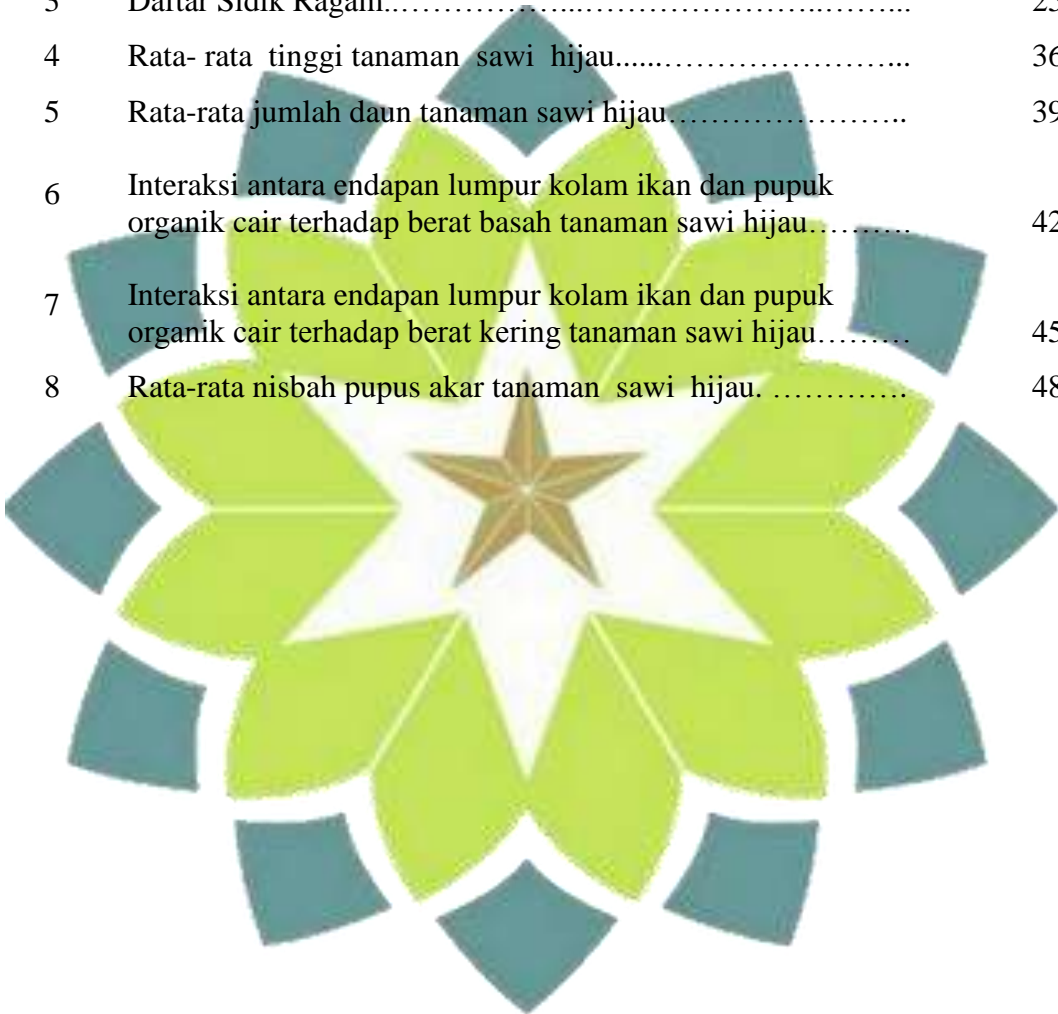 3 Daftar Sidik Ragam..………………...…………………..……... 23
4 Rata- rata tinggi tanaman sawi hijau......…………………... 36
5 Rata-rata jumlah daun tanaman sawi hijau………………….. 39
6 Interaksi antara endapan lumpur kolam ikan dan pupuk
organik cair terhadap berat basah tanaman sawi hijau………. 42
7 Interaksi antara endapan lumpur kolam ikan dan pupuk
organik cair terhadap berat kering tanaman sawi hijau……… 45
8 Rata-rata nisbah pupus akar tanaman sawi hijau. …………. 48